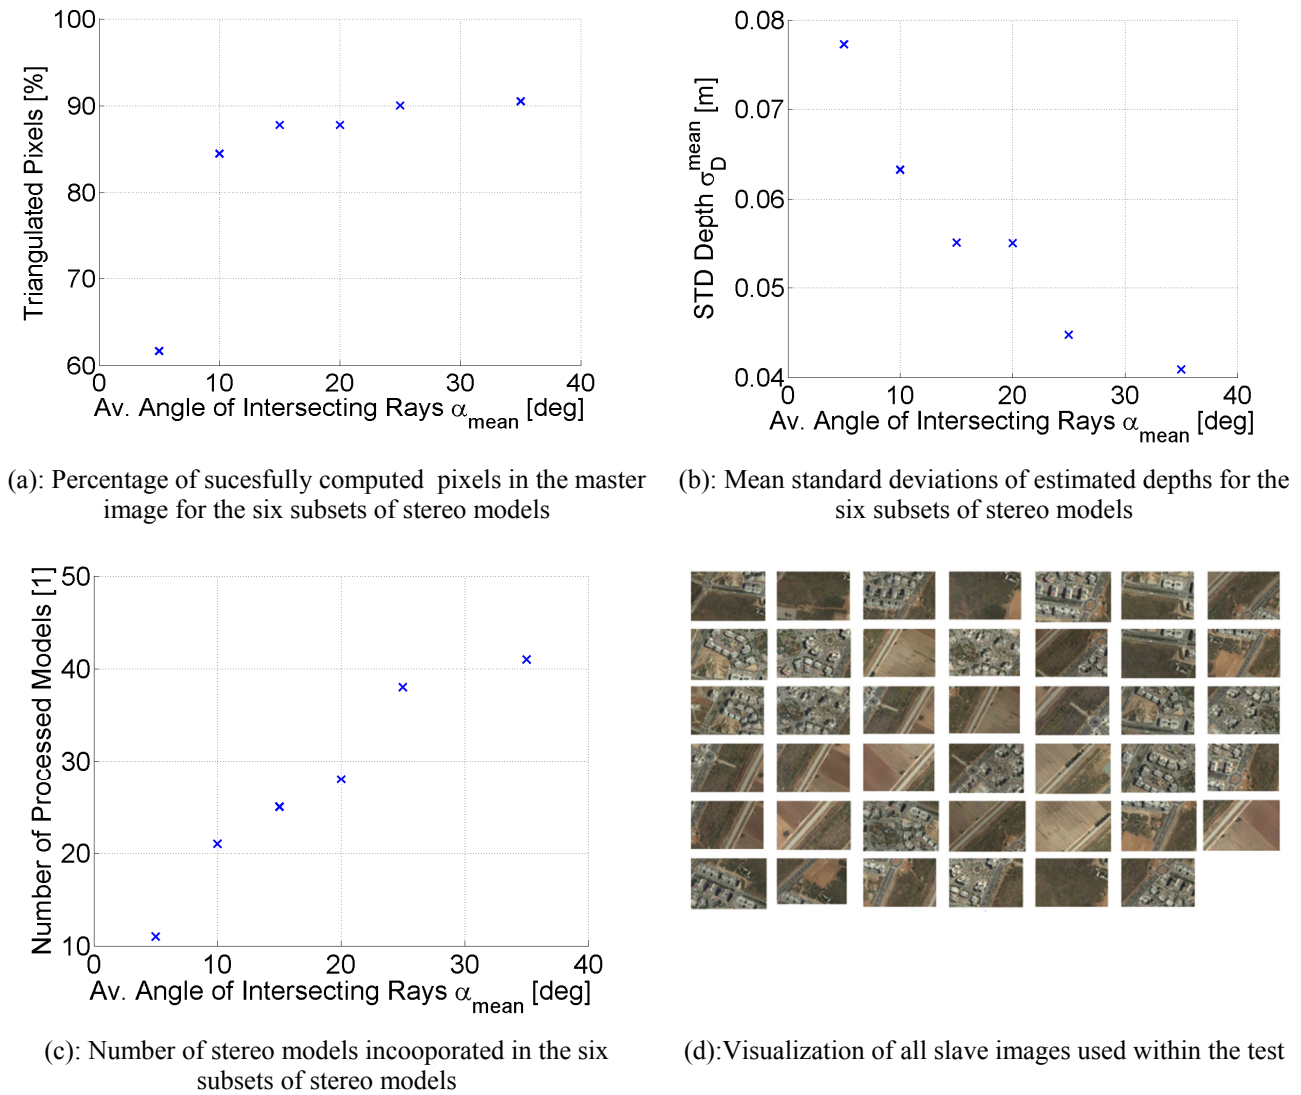 100
90
80
70
60
0
10
20
30
40
Triangulated Pixels [%]
Av. Angle of Intersecting Rays αmean [deg]
0.08
0.07
0.06
0.05
0.04
0
10
20
30
40
STD Depth σDmean [m]
Av. Angle of Intersecting Rays αmean [deg]
(a): Percentage of sucesfully computed pixels in the master
image for the six subsets of stereo models
(b): Mean standard deviations of estimated depths for the
six subsets of stereo models
50
40
30
20
10
0
10
20
30
40
Number of Processed Models [1]
Av. Angle of Intersecting Rays αmean [deg]
(c): Number of stereo models incooporated in the six
subsets of stereo models
(d):Visualization of all slave images used within the test